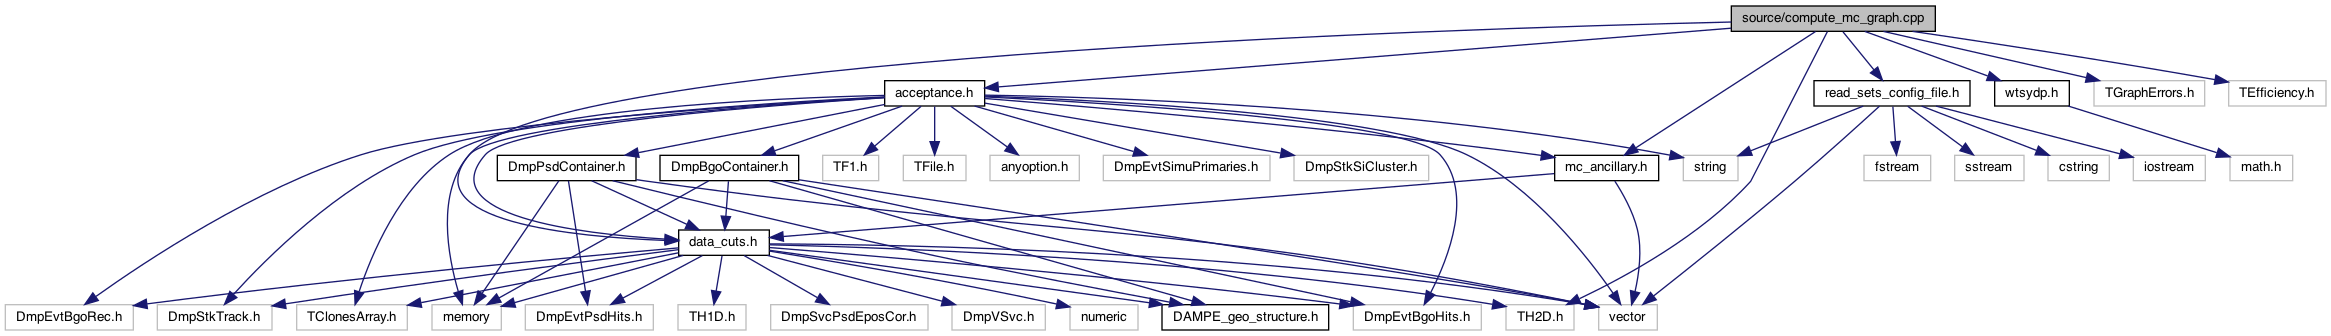 source/compute_mc_graph.cpp
acceptance.h
read_sets_config_file.h
wtsydp.h
TGraphErrors.h
TEfficiency.h
DmpPsdContainer.h
DmpBgoContainer.h
TF1.h
TFile.h
anyoption.h
DmpEvtSimuPrimaries.h
DmpStkSiCluster.h
mc_ancillary.h
string
fstream
sstream
cstring
iostream
math.h
data_cuts.h
DmpEvtBgoRec.h
DmpStkTrack.h
TClonesArray.h
memory
DmpEvtPsdHits.h
TH1D.h
DmpSvcPsdEposCor.h
DmpVSvc.h
numeric
DAMPE_geo_structure.h
DmpEvtBgoHits.h
TH2D.h
vector